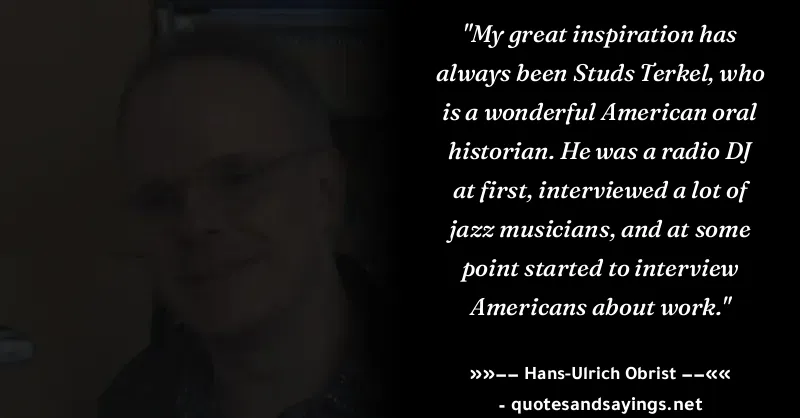 "My great inspiration has
always been Studs Terkel, who
is a wonderful American oral
historian. He was a radio DJ
at first, interviewed a lot of
jazz musicians, and at some
point started to interview
Americans about work."
»»—— Hans-Ulrich Obrist ——««
- quotesandsayings.net